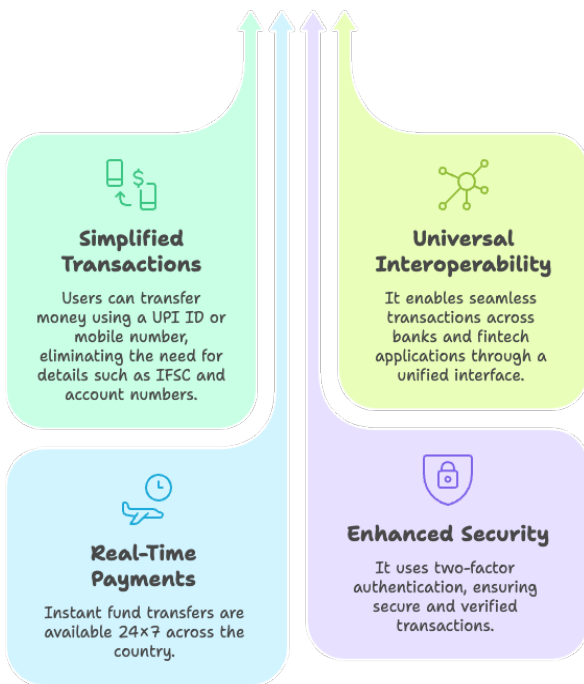 $
Simplified
Transactions
Users can transfer
money using a UPI ID or
mobile number,
eliminating the need for
details such as IFSC and
account numbers.
Universal
Interoperability
It enables seamless
transactions across
banks and fintech
applications through a
unified interface.
Real-Time
Payments
Instant fund transfers are
available 24×7 across the
country.
Enhanced Security
It uses two-factor
authentication, ensuring
secure and verified
transactions.